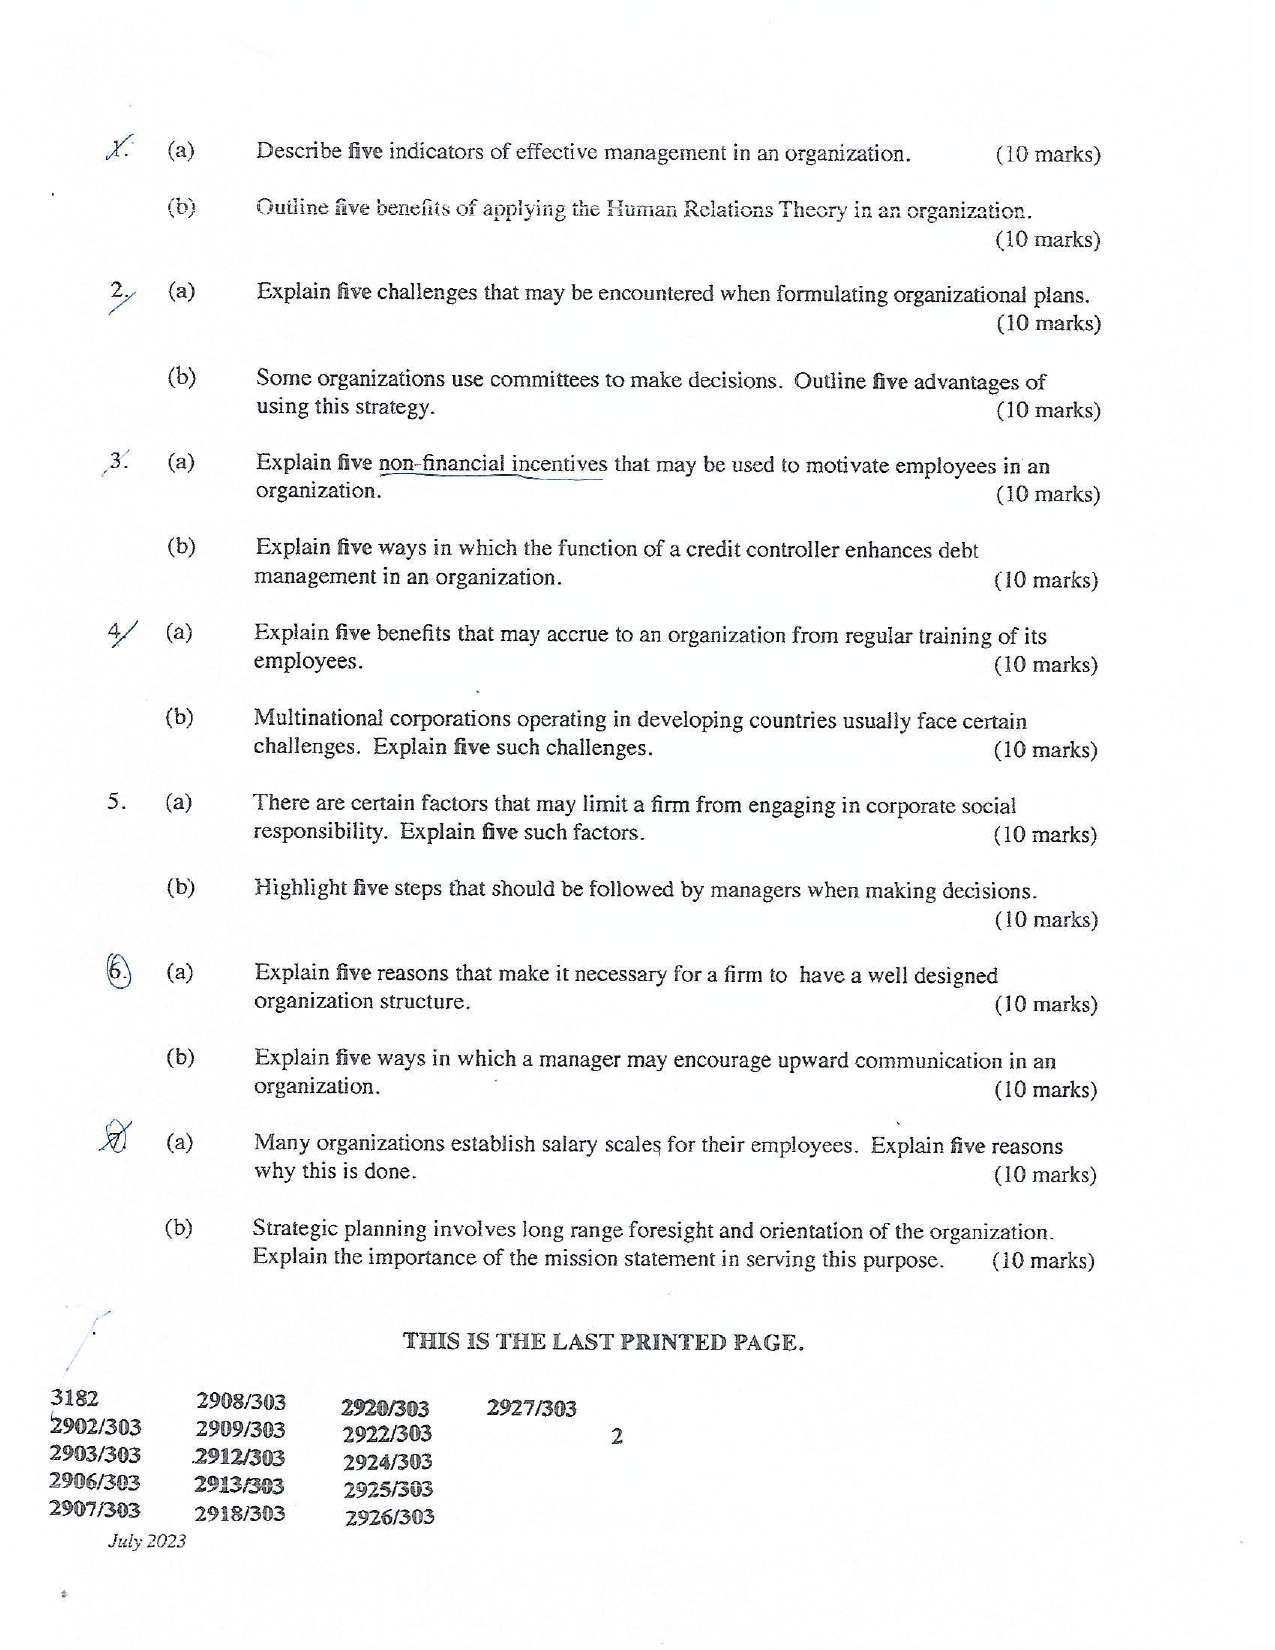 1. (a) Describe five indicators of effective management in an organization. (10 marks)
(b) Outline five benefits of applying the Human Relations Theory in an organization.
(10 marks)
2. (a) Explain five challenges that may be encountered when formulating organizational plans.
(10 marks)
(b) Some organizations use committees to make decisions. Outline five advantages of
using this strategy. (10 marks)
3. (a) Explain five non-financial incentives that may be used to motivate employees in an
organization. (10 marks)
(b) Explain five ways in which the function of a credit controller enhances debt
management in an organization. (10 marks)
4. (a) Explain five benefits that may accrue to an organization from regular training of its
employees. (10 marks)
(b) Multinational corporations operating in developing countries usually face certain
challenges. Explain five such challenges. (10 marks)
5. (a) There are certain factors that may limit a firm from engaging in corporate social
responsibility. Explain five such factors. (10 marks)
(b) Highlight five steps that should be followed by managers when making decisions.
(10 marks)
6. (a) Explain five reasons that make it necessary for a firm to have a well designed
organization structure. (10 marks)
(b) Explain five ways in which a manager may encourage upward communication in an
organization. (10 marks)
7. (a) Many organizations establish salary scales for their employees. Explain five reasons
why this is done. (10 marks)
(b) Strategic planning involves long range foresight and orientation of the organization.
Explain the importance of the mission statement in serving this purpose. (10 marks)
THIS IS THE LAST PRINTED PAGE.
3182 2908/303 2920/303 2927/303
2902/303 2909/303 2922/303 2
2903/303 2912/303 2924/303
2906/303 2913/303 2925/303
2907/303 2918/303 2926/303
July 2023